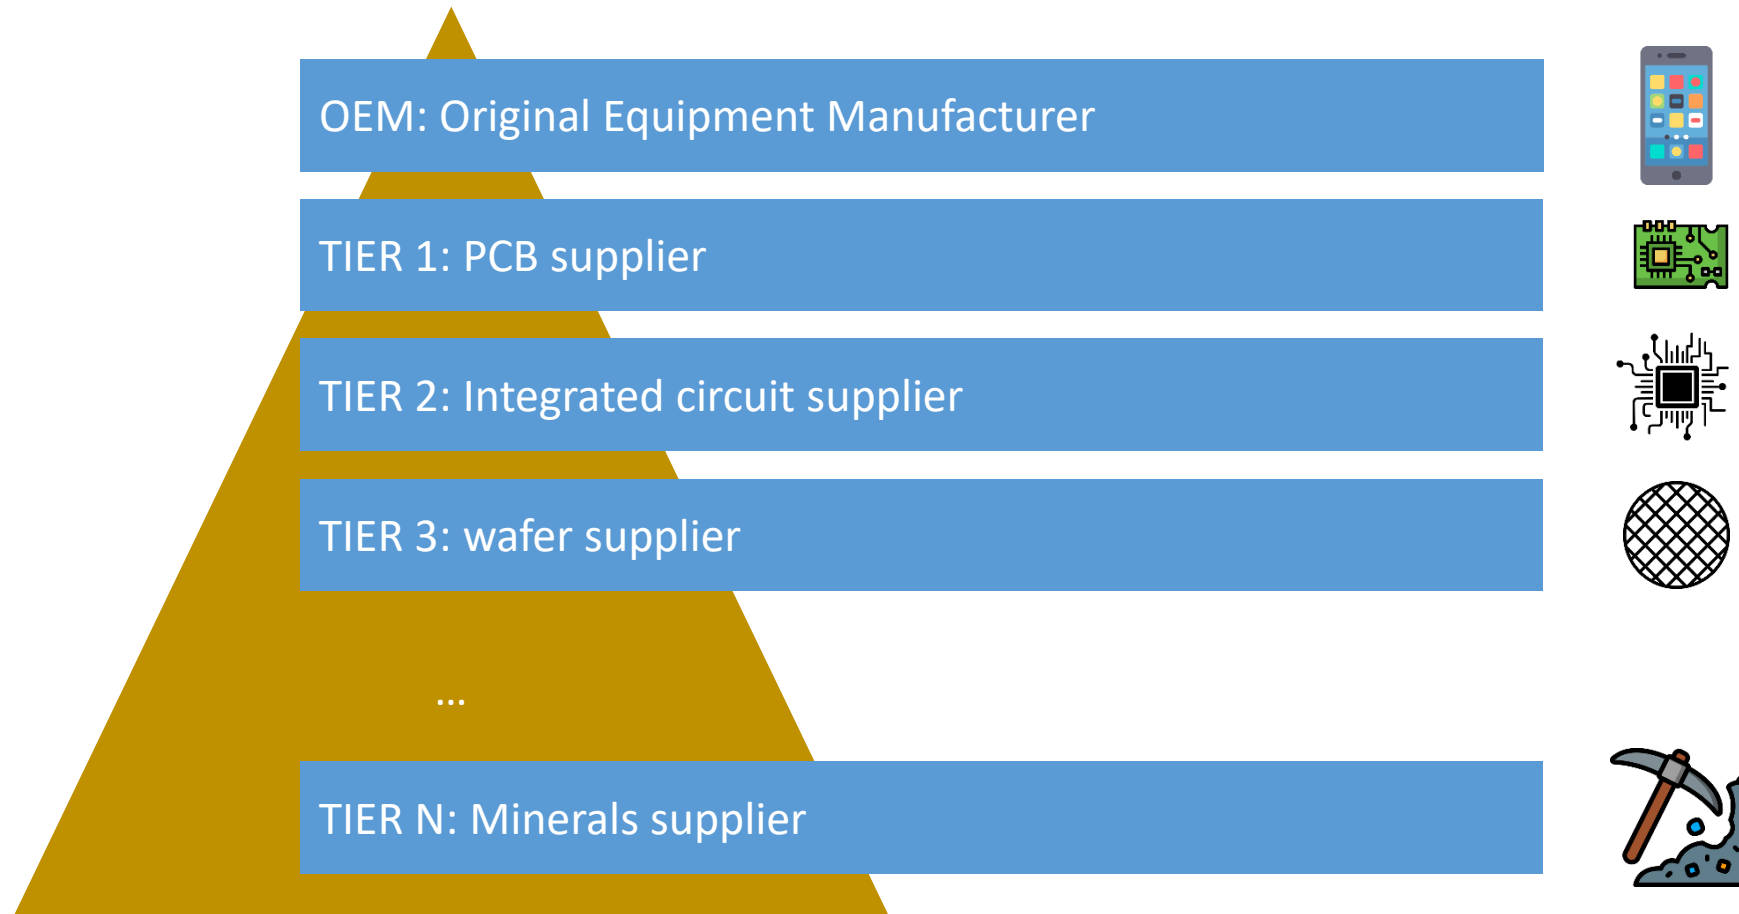 OEM: Original Equipment Manufacturer
TIER 1: PCB supplier
TIER 2: Integrated circuit supplier
TIER 3: wafer supplier
...
TIER N: Minerals supplier